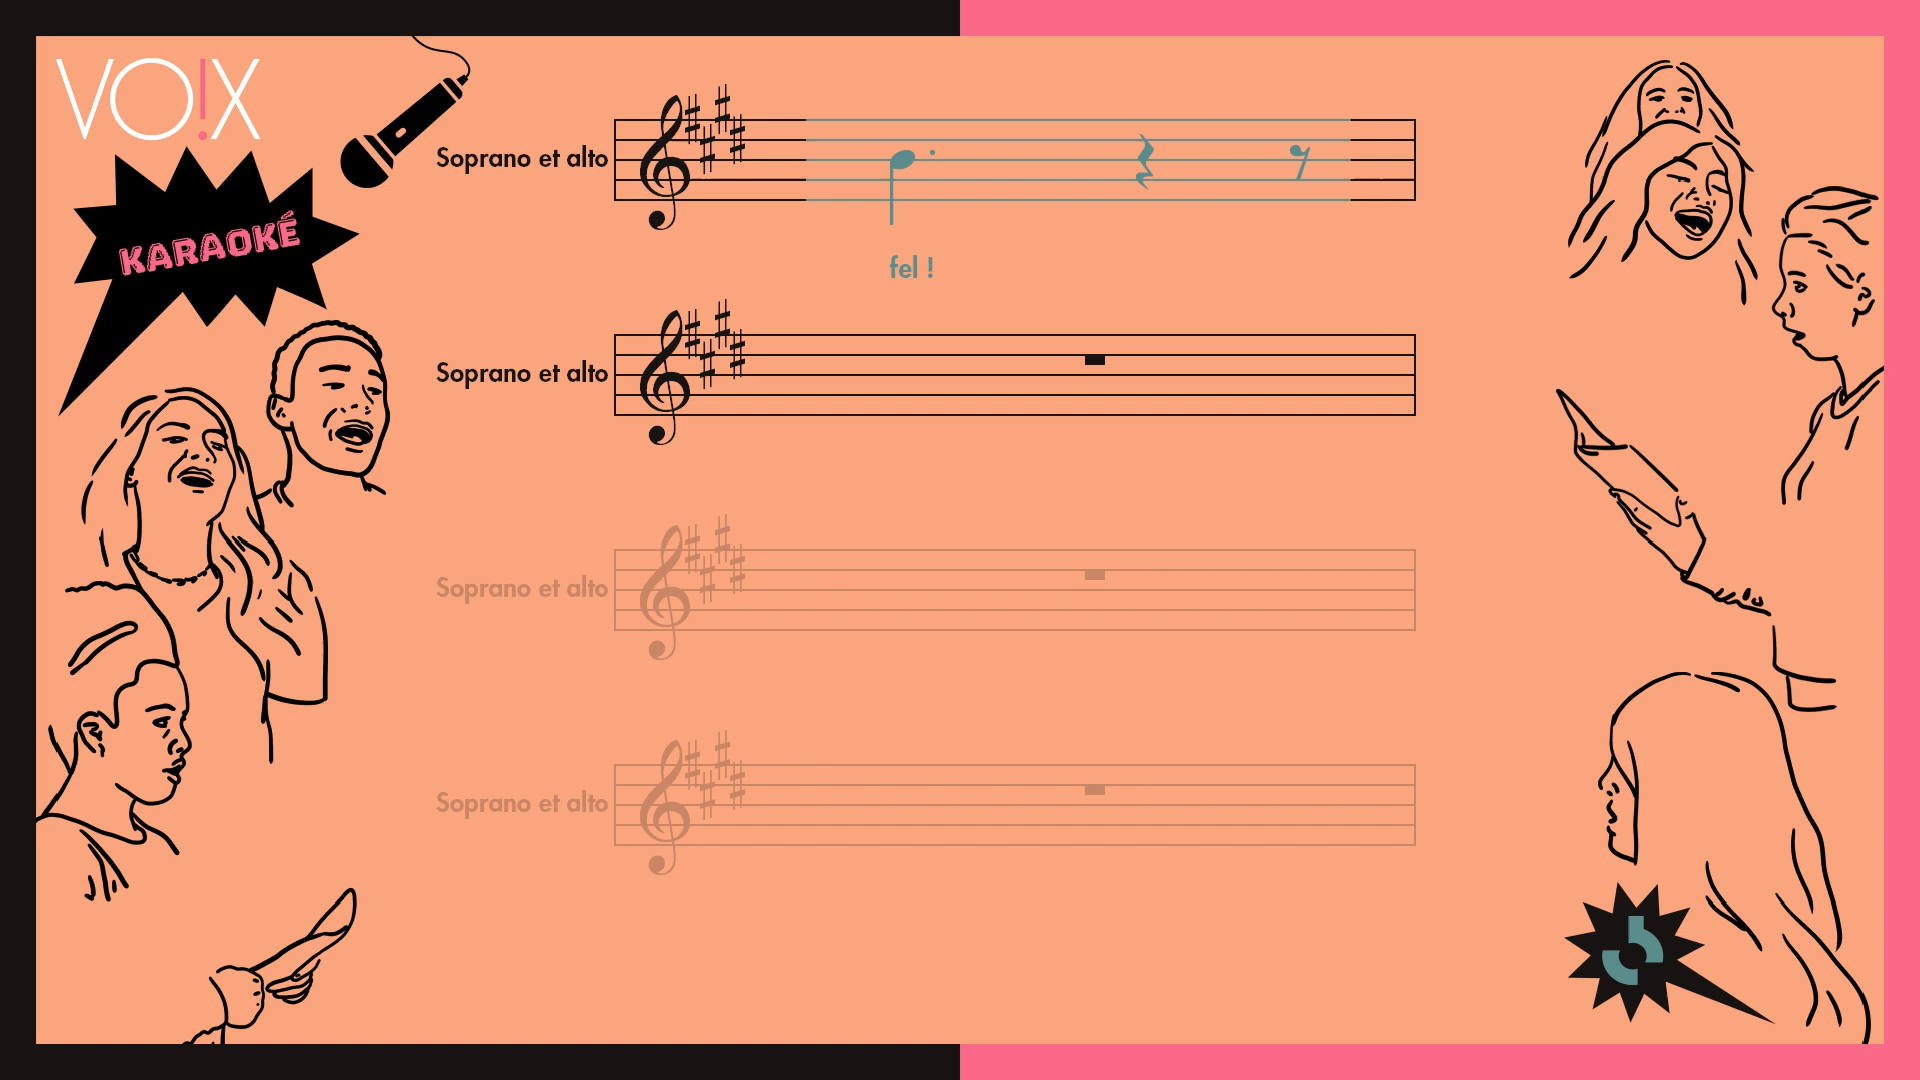 VO!X
KARAOKÉ
Soprano et alto
fel !
Soprano et alto
Soprano et alto
Soprano et alto